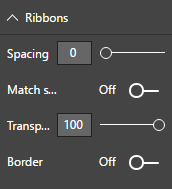 Ribbons
Spacing 0
Match s... Off
Transp... 100
Border Off